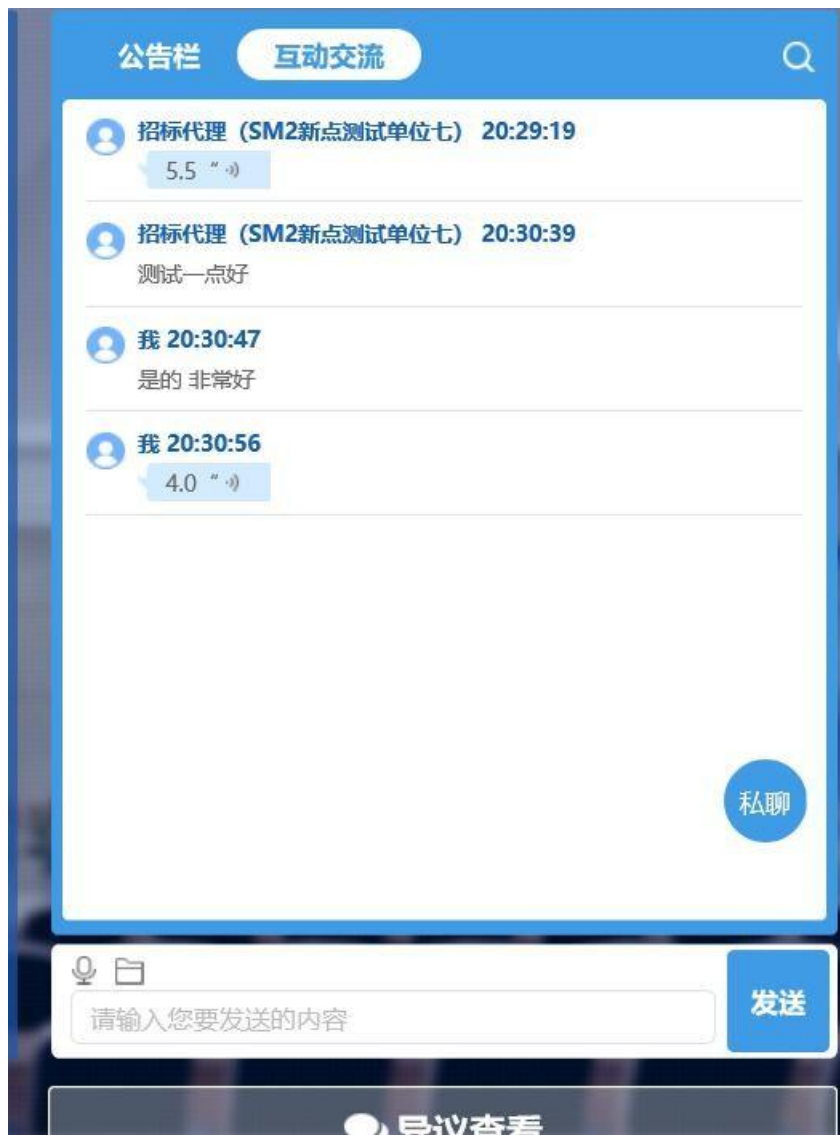 公告栏 互动交流
招标代理（SM2新点测试单位七） 20:29:19
5.5 “
招标代理（SM2新点测试单位七） 20:30:39
测试一点好
我 20:30:47
是的 非常好
我 20:30:56
4.0 “
私聊
请输入您要发送的内容
发送
异议查看